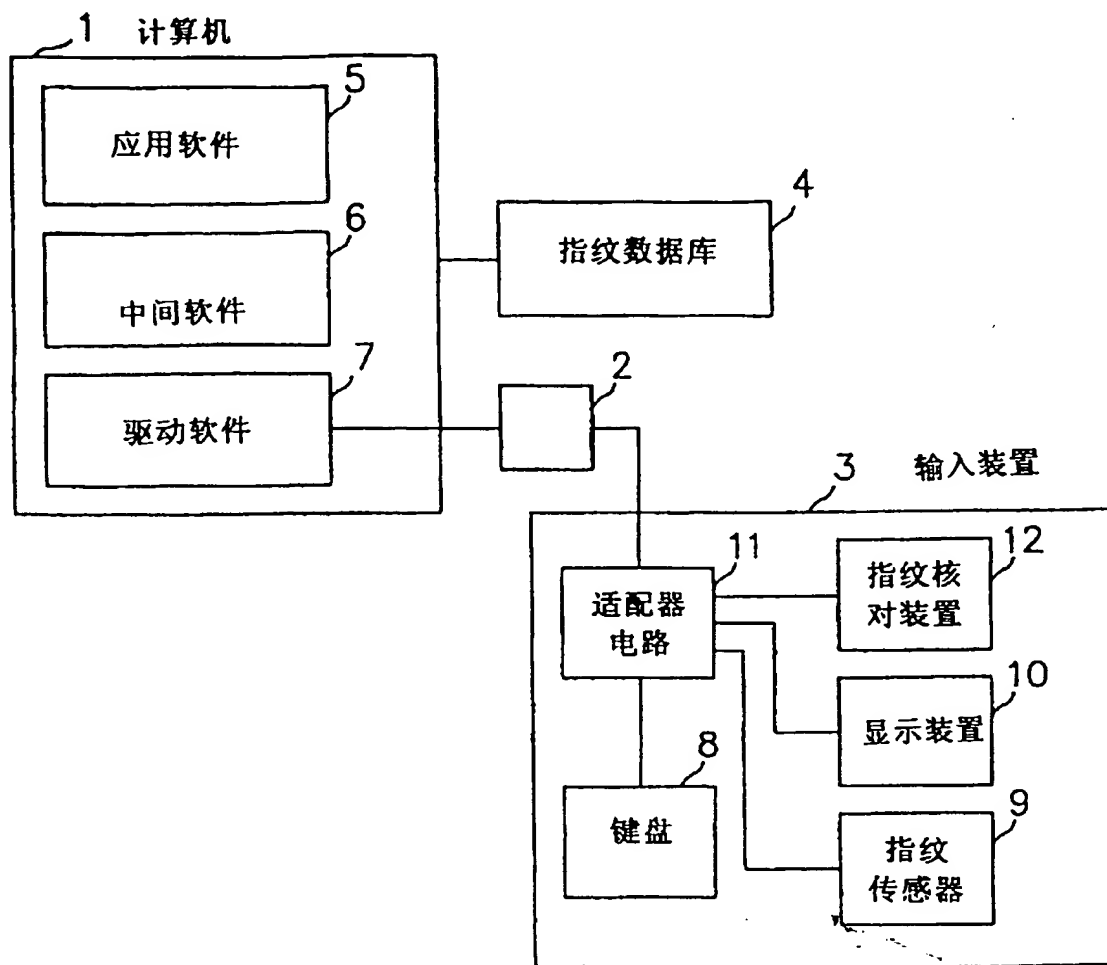 1 计算机
5
应用软件
6
中间软件
7
驱动软件
4
指纹数据库
2
3 输入装置
11
适配器
电路
12
指纹核
对装置
10
显示装置
8
键盘
9
指纹
传感器